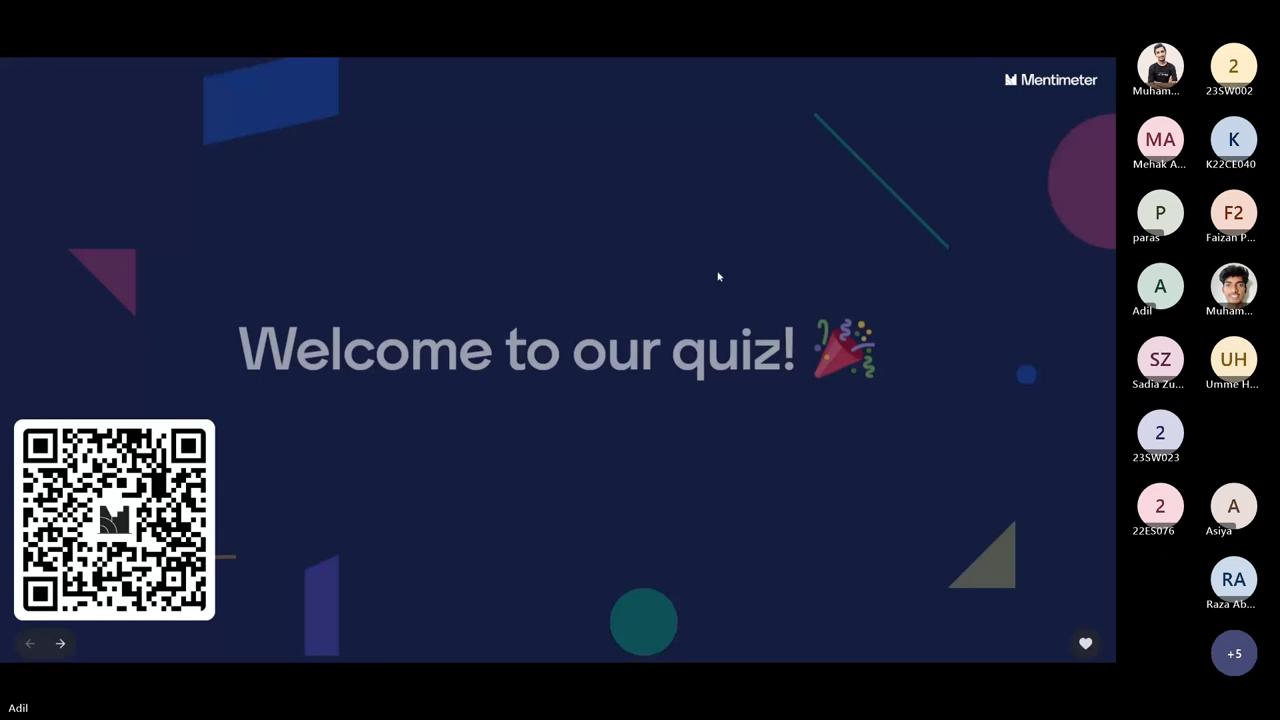 Mentimeter
Welcome to our quiz!
Muham...
2
23SW002
MA
Mehak A...
K
K22CE040
P
paras
F2
Faizan P...
A
Adil
Muham...
SZ
Sadia Zu...
UH
Umme H...
2
23SW023
2
22ES076
A
Asiya
RA
Raza Ab...
+5
Adil